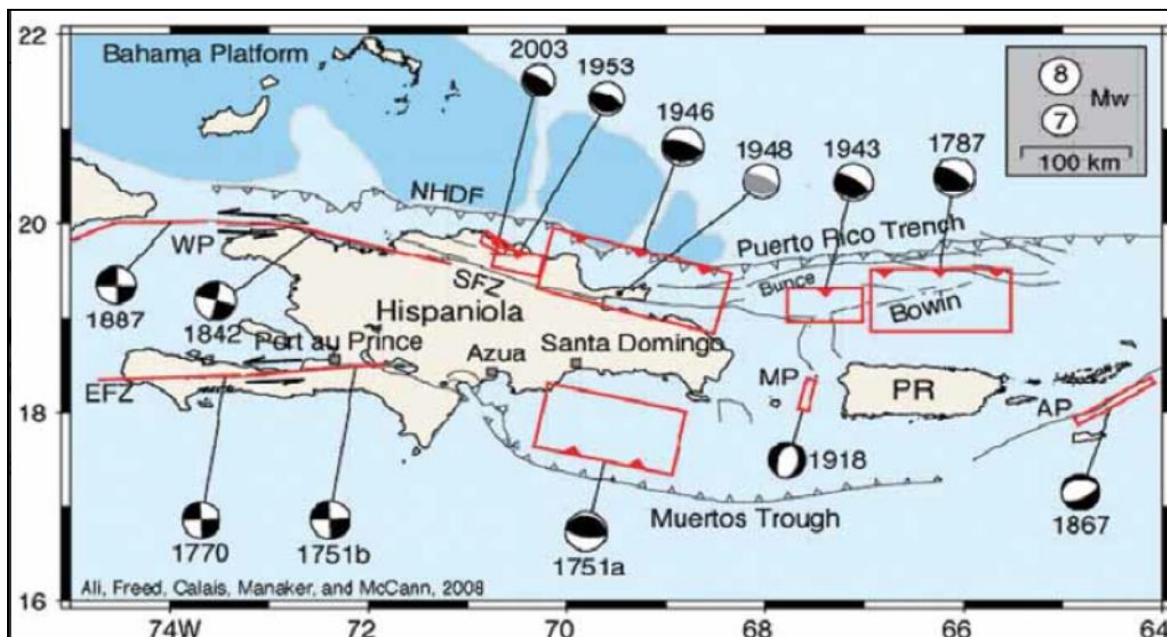 22
Bahama Platform
2003
1953
8
Mw
7
100 km
1946
1948
1943
1787
NHDF
20
WP
SFZ
Puerto Rico Trench
Bunce
Bowin
1887
1842
Hispaniola
Port au Prince
Azua
Santa Domingo
EFZ
18
MP
PR
AP
1918
1867
Muertos Trough
1770
1751b
1751a
Ali, Freed, Calais, Manaker, and McCann, 2008
16
74W
72
70
68
66
64